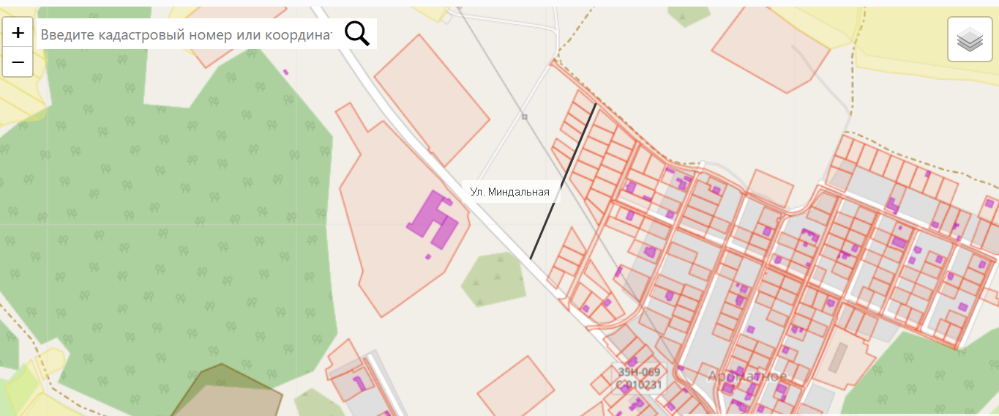 +
Введите кадастровый номер или координат
−
Ул. Миндальная
35Н-069
С 010231
Ароматное